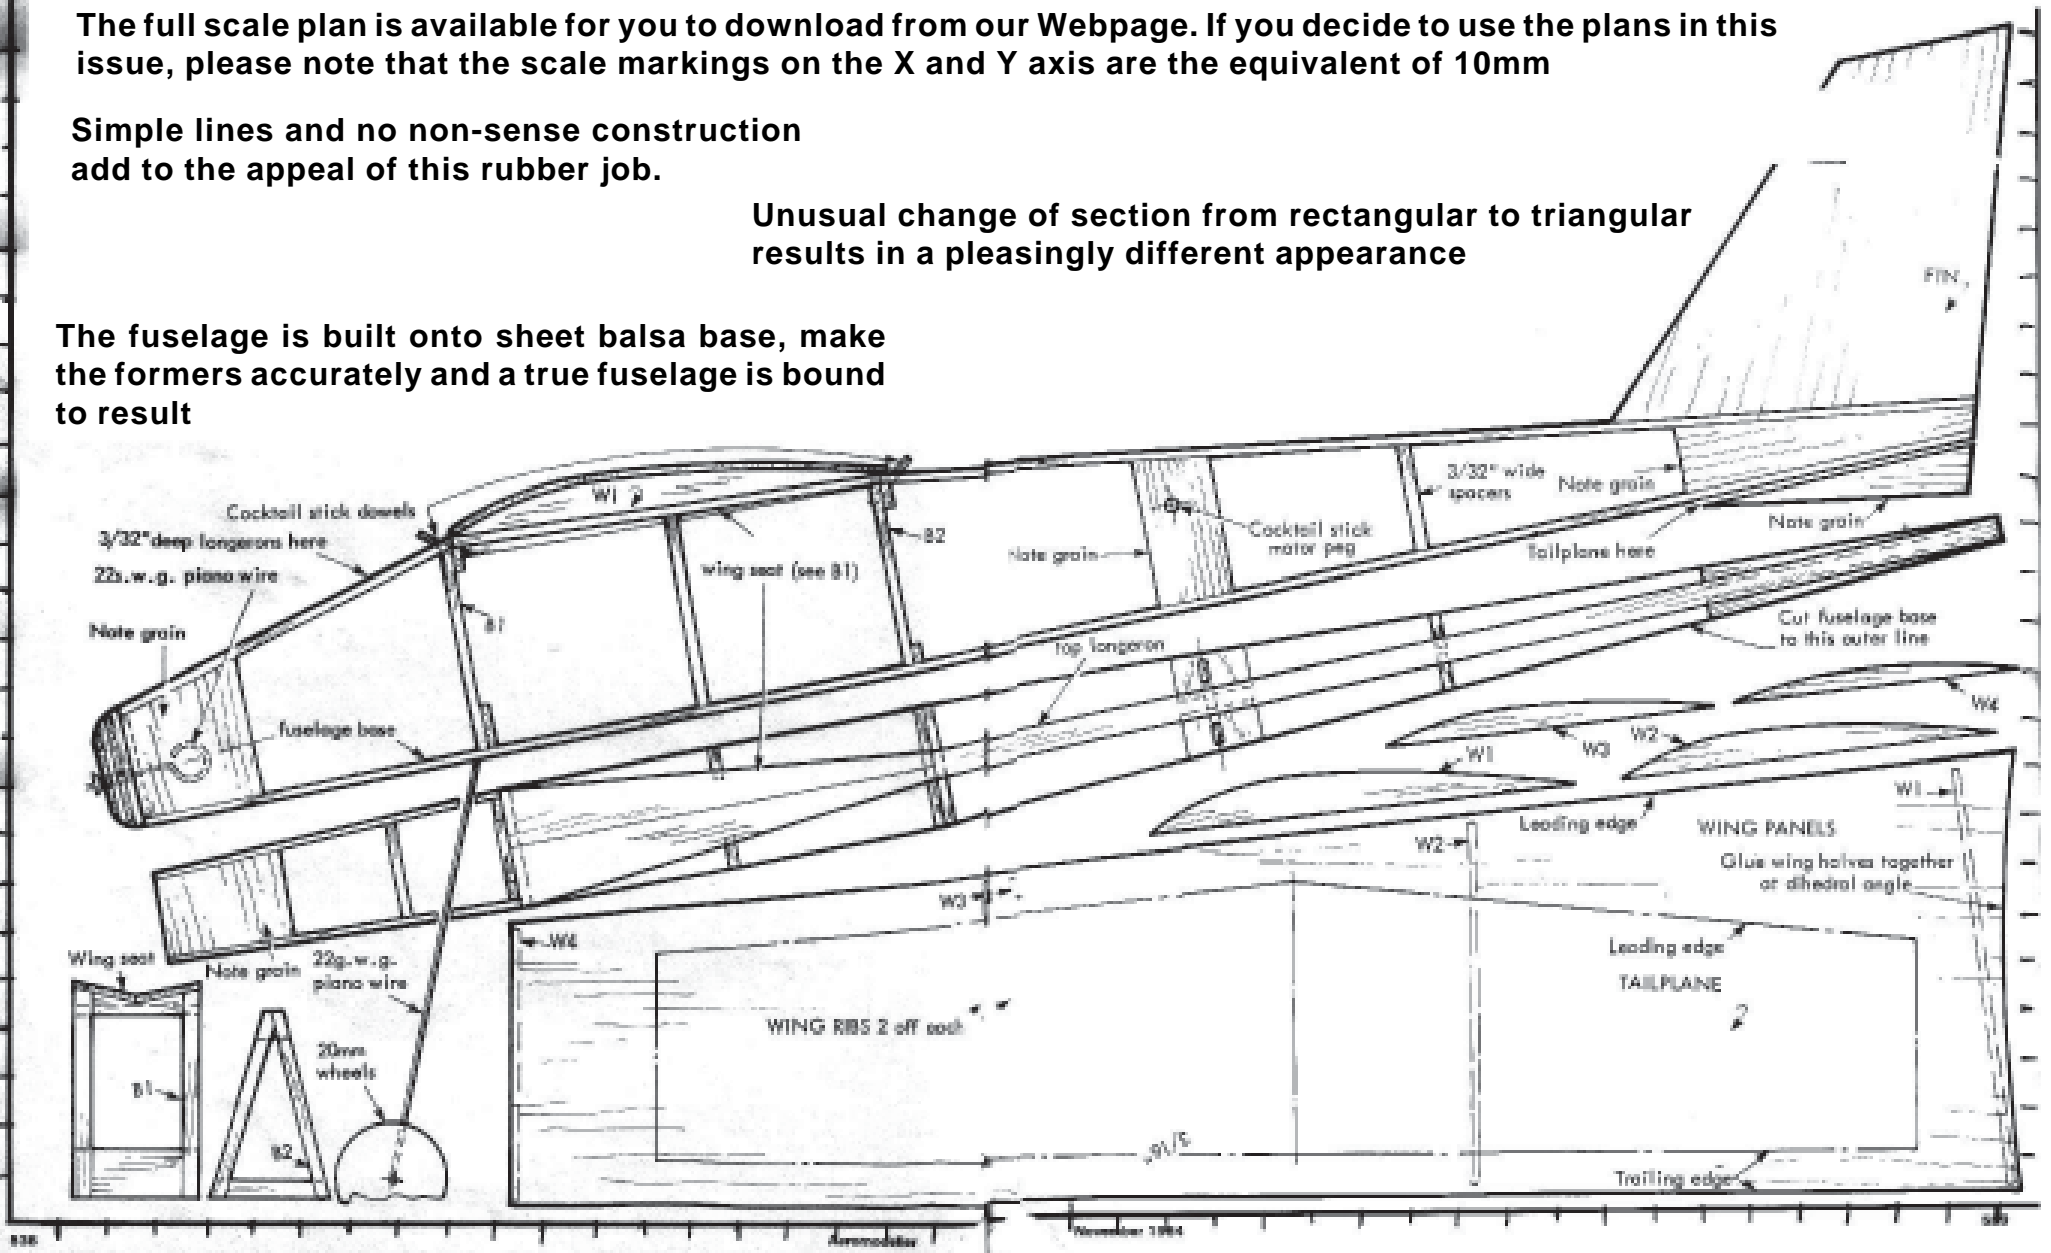 The full scale plan is available for you to download from our Webpage. If you decide to use the plans in this
issue, please note that the scale markings on the X and Y axis are the equivalent of 10mm
Simple lines and no non-sense construction
add to the appeal of this rubber job.
Unusual change of section from rectangular to triangular
results in a pleasingly different appearance
The fuselage is built onto sheet balsa base, make
the formers accurately and a true fuselage is bound
to result
FIN
W1
Cocktail stick dowels
3/32" deep longerons here
22s.w.g. piano wire
Note grain
B1
wing seat (see B1)
B2
Note grain
Cocktail stick
motor peg
3/32" wide
spacers
Note grain
Note grain
Tailplane here
Cut fuselage base
to this outer line
top longeron
fuselage base
W4
W3
W2
W1
W1
Leading edge
WING PANELS
W2
Glue wing halves together
at dihedral angle
W3
W4
Leading edge
TAILPLANE
Wing seat
Note grain
22g.w.g.
piano wire
WING RIBS 2 off each
20mm
wheels
B1
B2
5/16"
Trailing edge
Aeromodeller
November 1984